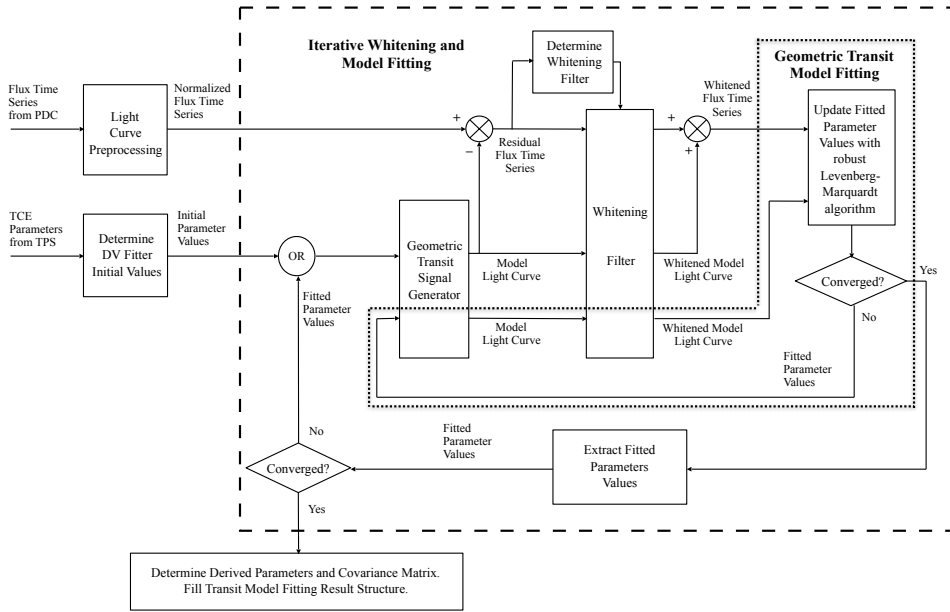 Iterative Whitening and
Model Fitting
Determine
Whitening
Filter
Geometric Transit
Model Fitting
Flux Time
Series
from PDC
Light
Curve
Preprocessing
Normalized
Flux Time
Series
+
−
Residual
Flux Time
Series
Whitening
Filter
+
+
Whitened
Flux Time
Series
Update Fitted
Parameter
Values with
robust
Levenberg-
Marquardt
algorithm
TCE
Parameters
from TPS
Determine
DV Fitter
Initial Values
Initial
Parameter
Values
OR
Fitted
Parameter
Values
Geometric
Transit
Signal
Generator
Model
Light Curve
Model
Light Curve
Whitened Model
Light Curve
Whitened Model
Light Curve
Converged?
Yes
No
Fitted
Parameter
Values
No
Converged?
Yes
Fitted
Parameter
Values
Extract Fitted
Parameters
Values
Determine Derived Parameters and Covariance Matrix.
Fill Transit Model Fitting Result Structure.